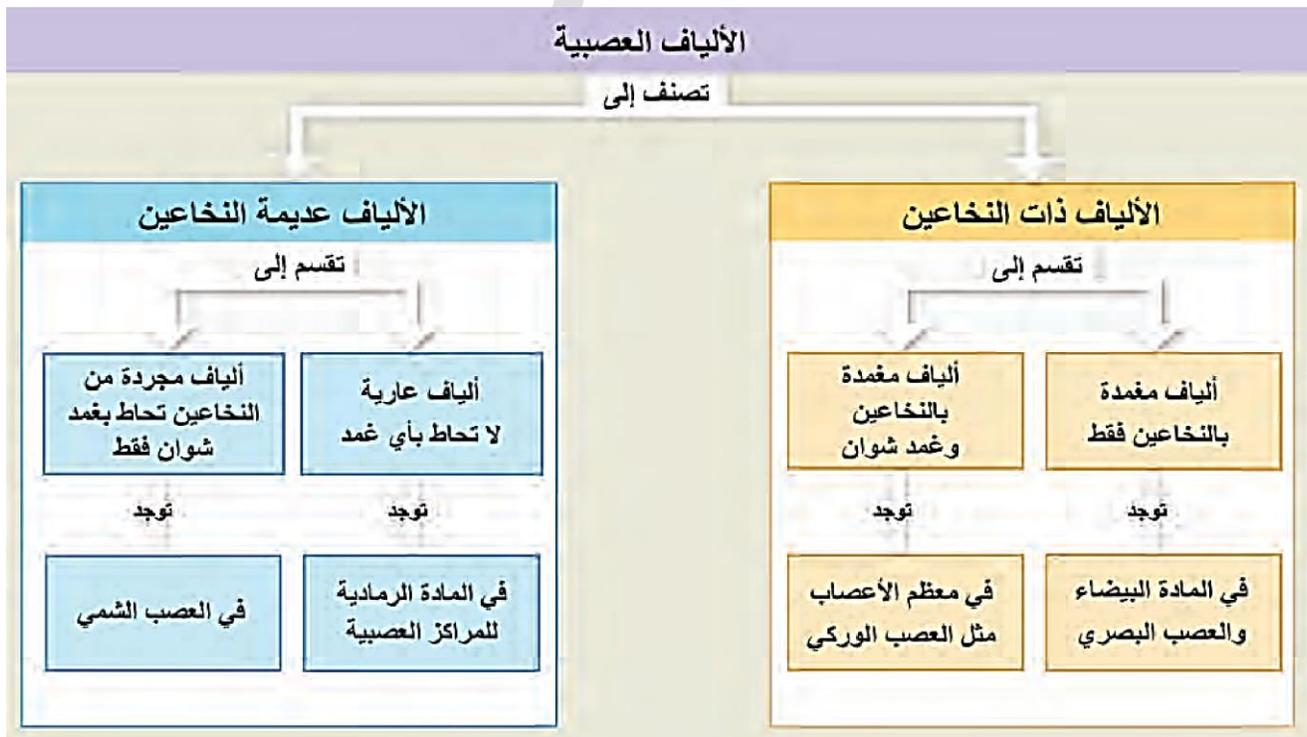 الألياف العصبية
تصنف إلى
الألياف ذات النخاعين
تقسم إلى
ألياف مغمدة
بالنخاعين فقط
توجد
في المادة البيضاء
والعصب البصري
ألياف مغمدة
بالنخاعين
وغمد شوان
توجد
في معظم الأعصاب
مثل العصب الوركي
الألياف عديمة النخاعين
تقسم إلى
ألياف عارية
لا تحاط بأي غمد
توجد
في المادة الرمادية
للمراكز العصبية
ألياف مجردة من
النخاعين تحاط بغمد
شوان فقط
توجد
في العصب الشمي